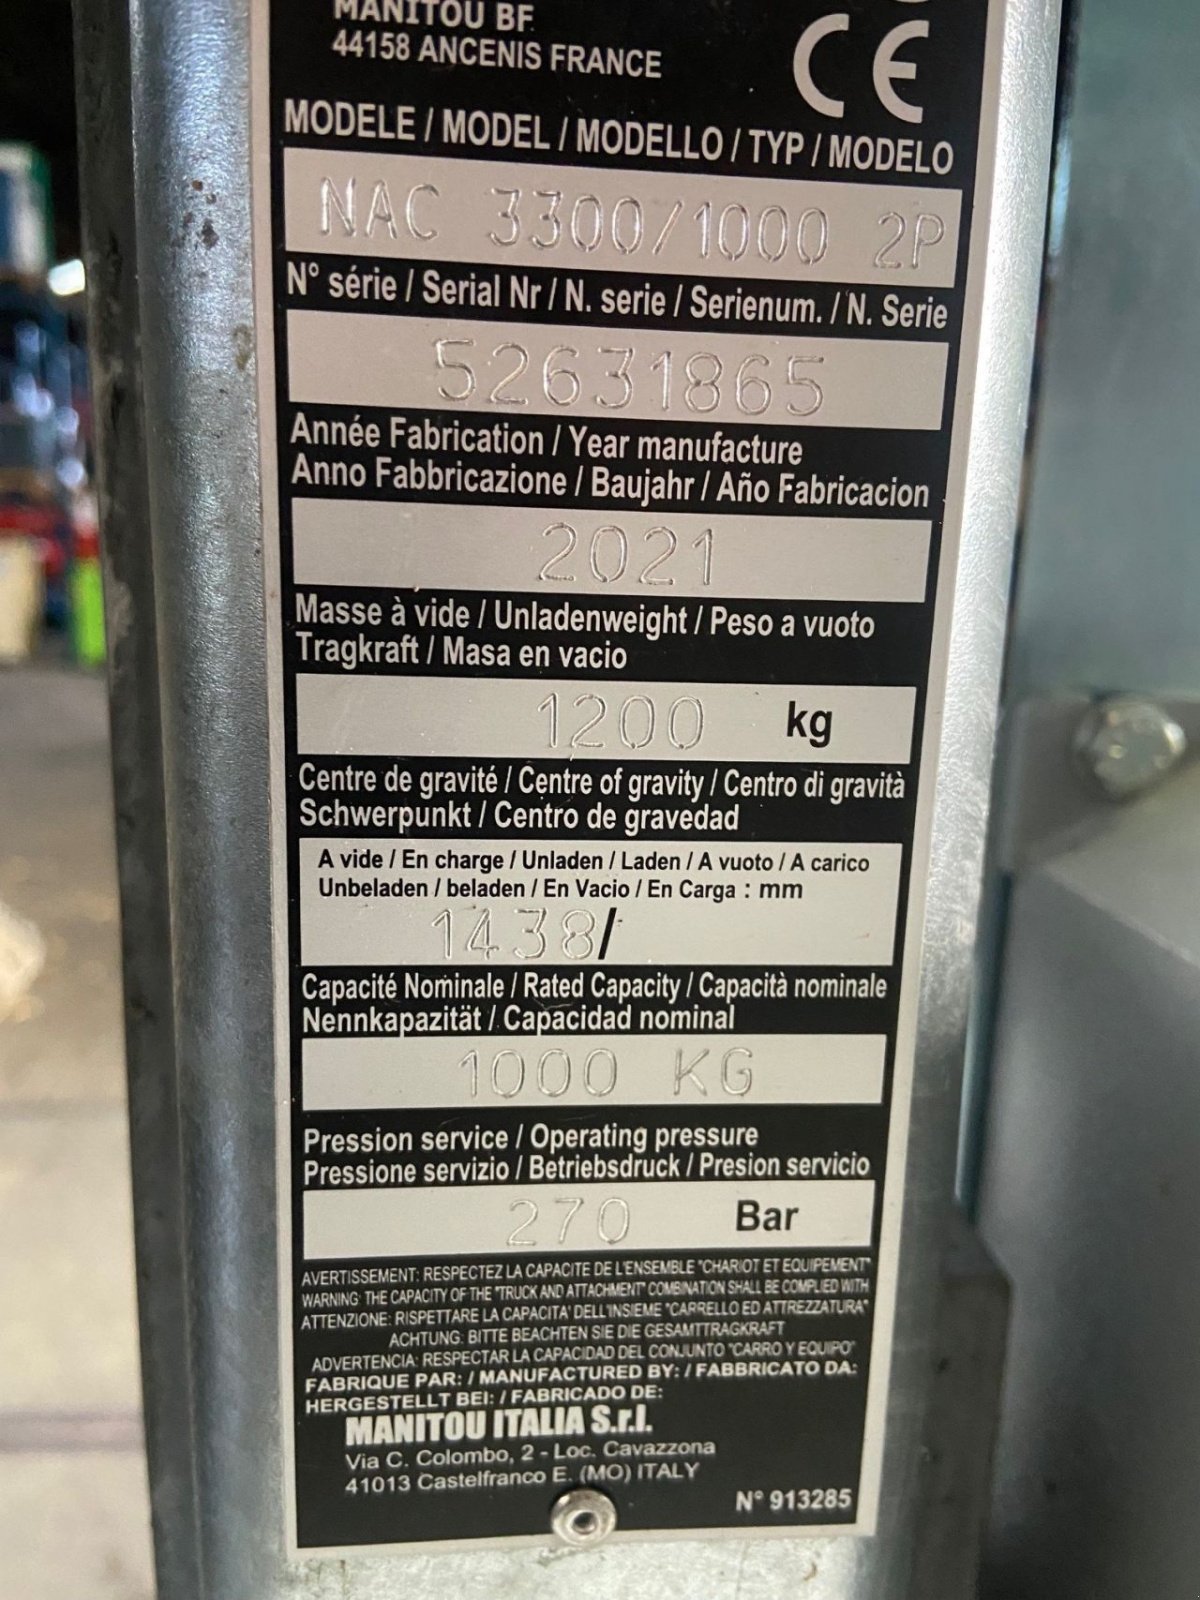 MANITOU BF
44158 ANCENIS FRANCE
CE
MODELE / MODEL / MODELLO / TYP / MODELO
NAC 3300/1000 2P
N° série / Serial Nr / N. serie / Serienum. / N. Serie
52631865
Année Fabrication / Year manufacture
Anno Fabbricazione / Baujahr / Año Fabricacion
2021
Masse à vide / Unladenweight / Peso a vuoto
Tragkraft / Masa en vacio
1200 kg
Centre de gravité / Centre of gravity / Centro di gravità
Schwerpunkt / Centro de gravedad
A vide / En charge / Unladen / Laden / A vuoto / A carico
Unbeladen / beladen / En Vacio / En Carga : mm
1438/
Capacité Nominale / Rated Capacity / Capacità nominale
Nennkapazität / Capacidad nominal
1000 KG
Pression service / Operating pressure
Pressione servizio / Betriebsdruck / Presion servicio
270 Bar
AVERTISSEMENT: RESPECTEZ LA CAPACITE DE L'ENSEMBLE "CHARIOT ET EQUIPEMENT"
WARNING: THE CAPACITY OF THE "TRUCK AND ATTACHMENT" COMBINATION SHALL BE COMPLIED WITH
ATTENZIONE: RISPETTARE LA CAPACITA' DELL'INSIEME "CARRELLO ED ATTREZZATURA"
ACHTUNG: BITTE BEACHTEN SIE DIE GESAMTTRAGKRAFT
ADVERTENCIA: RESPECTAR LA CAPACIDAD DEL CONJUNTO "CARRO Y EQUIPO"
FABRIQUE PAR: / MANUFACTURED BY: / FABBRICATO DA:
HERGESTELLT BEI: / FABRICADO DE:
MANITOU ITALIA S.r.l.
Via C. Colombo, 2 - Loc. Cavazzona
41013 Castelfranco E. (MO) ITALY
N° 913285